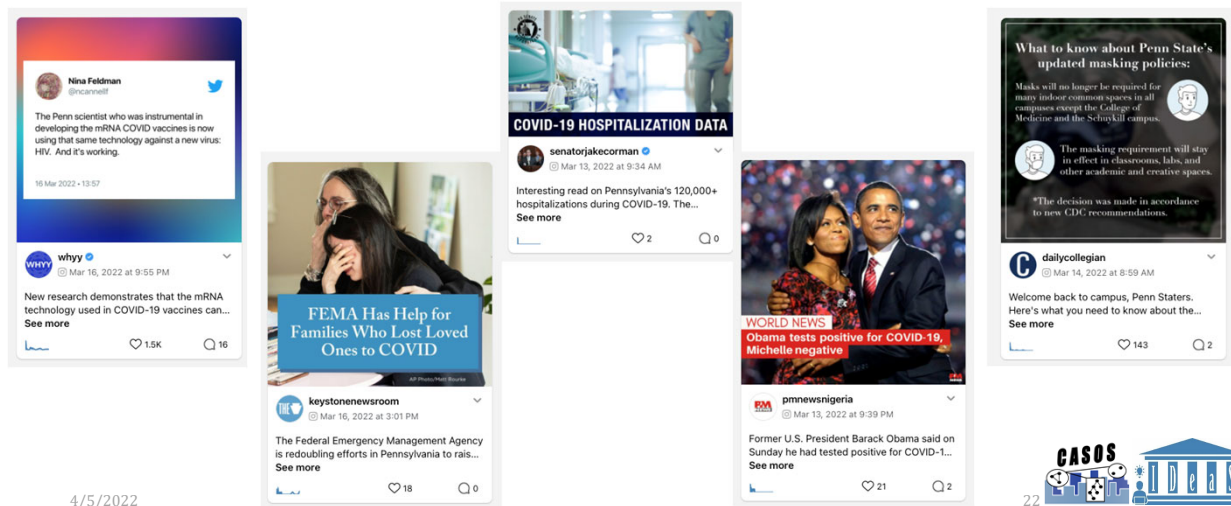 Nina Feldman
@ncannellf
The Penn scientist who was instrumental in
developing the mRNA COVID vaccines is now
using that same technology against a new virus:
HIV. And it's working.
16 Mar 2022 • 13:57
WHYY
whyy
Mar 16, 2022 at 9:55 PM
New research demonstrates that the mRNA
technology used in COVID-19 vaccines can...
See more
1.5K
16
FEMA Has Help for
Families Who Lost Loved
Ones to COVID
AP Photo/Matt Rourke
THE
keystonenewsroom
Mar 16, 2022 at 3:01 PM
The Federal Emergency Management Agency
is redoubling efforts in Pennsylvania to rais...
See more
18
0
COVID-19 HOSPITALIZATION DATA
senatorjakecorman
Mar 13, 2022 at 9:34 AM
Interesting read on Pennsylvania's 120,000+
hospitalizations during COVID-19. The...
See more
2
0
WORLD NEWS
Obama tests positive for COVID-19,
Michelle negative
PM
pmnewsnigeria
Mar 13, 2022 at 9:39 PM
Former U.S. President Barack Obama said on
Sunday he had tested positive for COVID-1...
See more
21
2
What to know about Penn State's
updated masking policies:
Masks will no longer be required for
many indoor common spaces in all
campuses except the College of
Medicine and the Schuykill campus.
The masking requirement will stay
in effect in classrooms, labs, and
other academic and creative spaces.
*The decision was made in accordance
to new CDC recommendations.
C
dailycollegian
Mar 14, 2022 at 8:59 AM
Welcome back to campus, Penn Staters.
Here's what you need to know about the...
See more
143
2
4/5/2022
22
CASOS
IDeaS